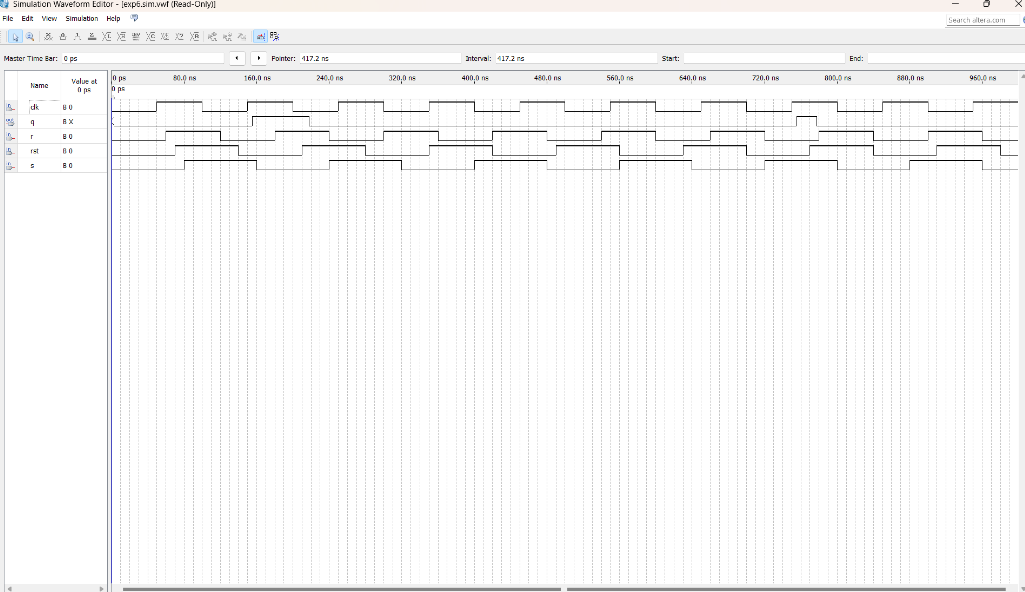 Simulation Waveform Editor - [exp6.sim.vwf (Read-Only)]
File Edit View Simulation Help
Search altera.com
Master Time Bar: 0 ps Pointer: 417.2 ns Interval: 417.2 ns Start: End:
Name Value at 0 ps
0 ps 80.0 ns 160.0 ns 240.0 ns 320.0 ns 400.0 ns 480.0 ns 560.0 ns 640.0 ns 720.0 ns 800.0 ns 880.0 ns 960.0 ns
0 ps
clk B 0
q B X
r B 0
rst B 0
s B 0